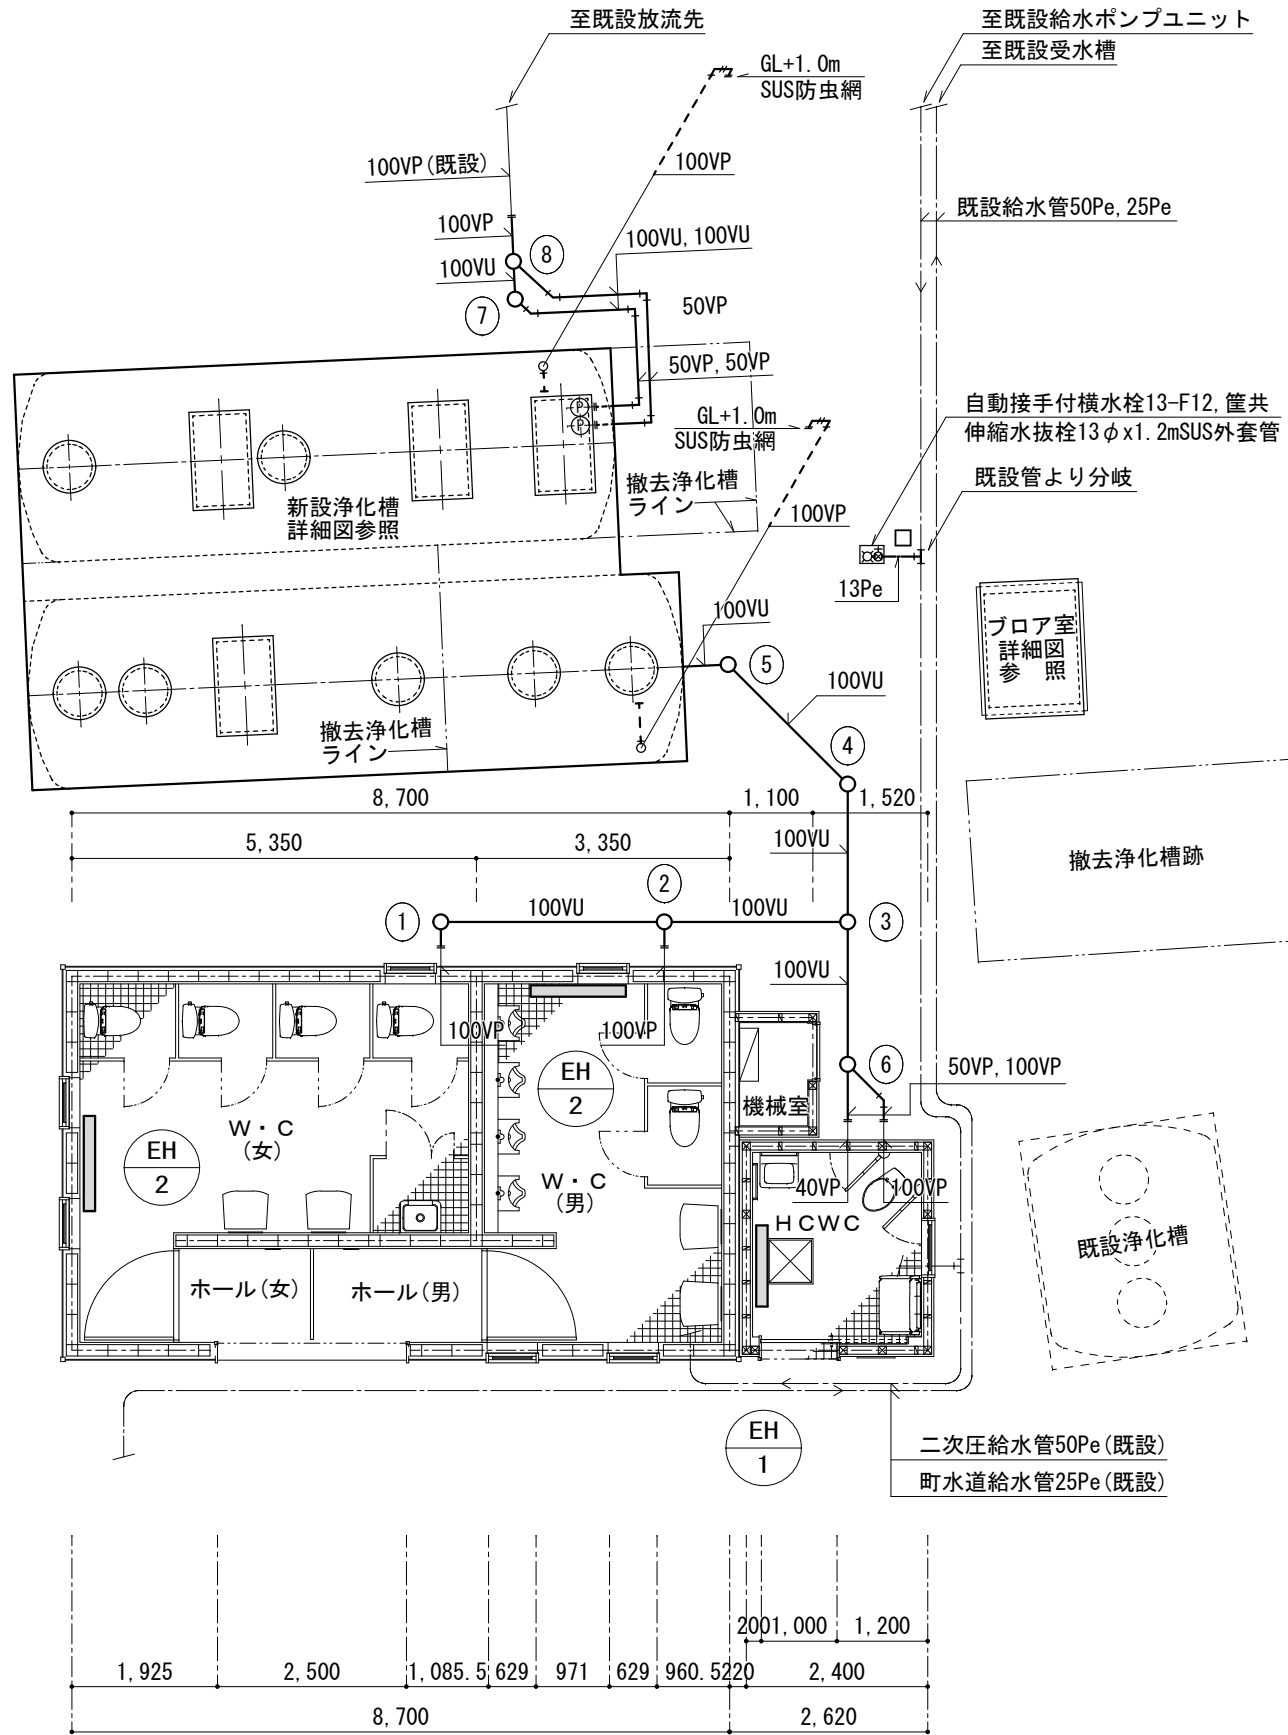 至既設放流先
至既設給水ポンプユニット
至既設受水槽
GL+1.0m
SUS防虫網
100VP(既設)
100VP
既設給水管50Pe,25Pe
100VP
100VU,100VU
8
100VU
7
50VP
50VP,50VP
GL+1.0m
SUS防虫網
自動接手付横水栓13-F12,筐共
伸縮水抜栓13φx1.2mSUS外套管
既設管より分岐
撤去浄化槽
ライン
新設浄化槽
詳細図参照
100VP
13Pe
100VU
ブロア室
詳細図
参 照
5
100VU
撤去浄化槽
ライン
4
8,700
1,100
1,520
5,350
3,350
100VU
撤去浄化槽跡
2
1
100VU
100VU
3
100VU
100VP
100VP
6
50VP,100VP
EH
2
機械室
W・C
(女)
EH
2
W・C
(男)
40VP
100VP
HCWC
既設浄化槽
ホール(女)
ホール(男)
EH
1
二次圧給水管50Pe(既設)
町水道給水管25Pe(既設)
200
1,000
1,200
1,925
2,500
1,085.5
629
971
629
960.5
220
2,400
8,700
2,620